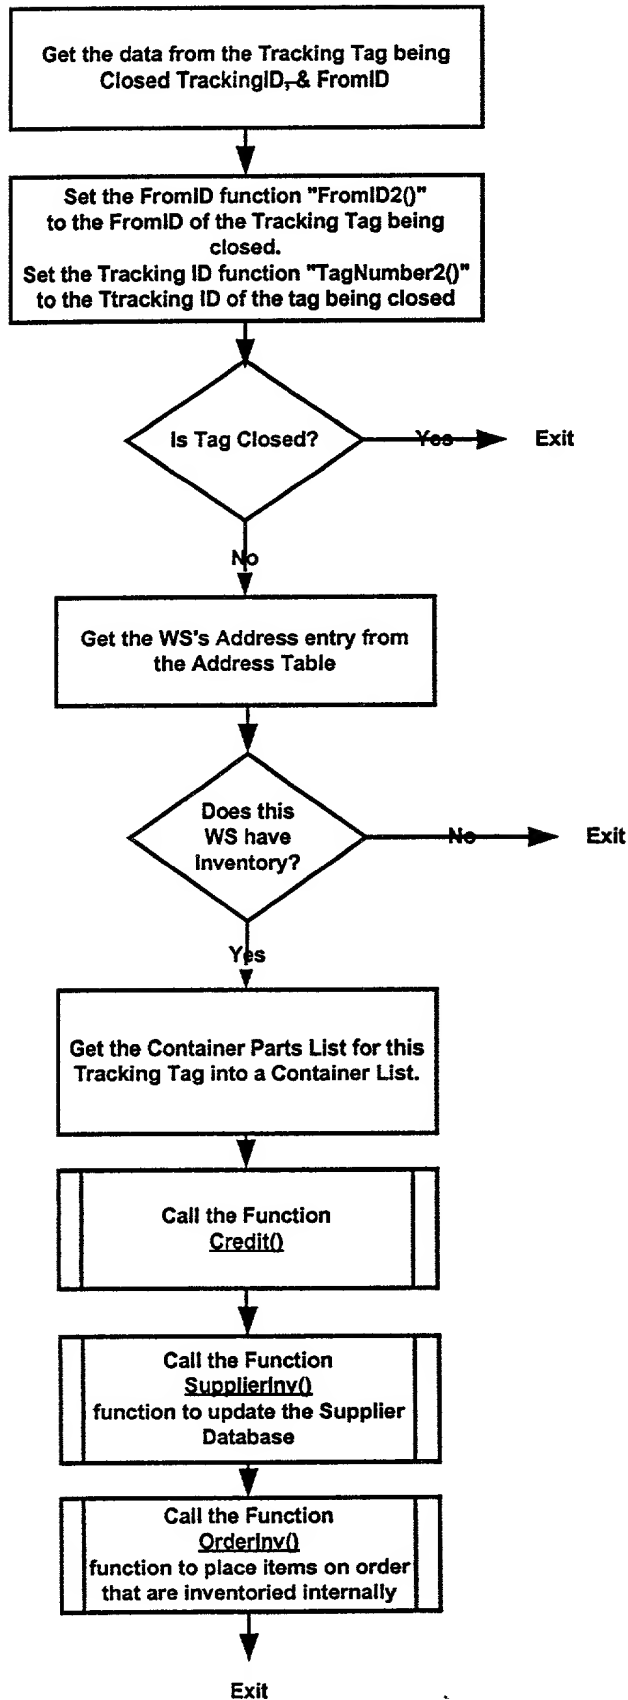 Get the data from the Tracking Tag being
Closed TrackingID, & FromID
Set the FromID function "FromID2()"
to the FromID of the Tracking Tag being
closed.
Set the Tracking ID function "TagNumber2()"
to the Ttracking ID of the tag being closed
Is Tag Closed?
Yes
Exit
No
Get the WS's Address entry from
the Address Table
Does this
WS have
Inventory?
No
Exit
Yes
Get the Container Parts List for this
Tracking Tag into a Container List.
Call the Function
Credit()
Call the Function
SupplierInv()
function to update the Supplier
Database
Call the Function
OrderInv()
function to place items on order
that are inventoried internally
Exit